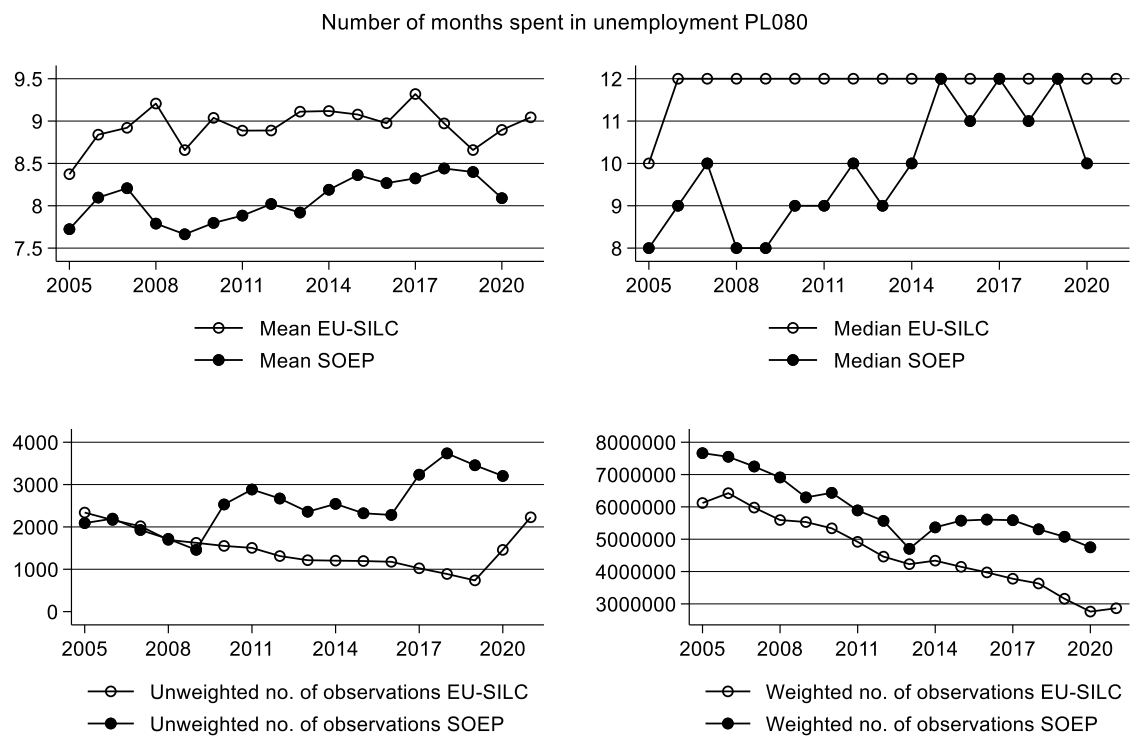 Number of months spent in unemployment PL080
9.5
9
8.5
8
7.5
2005 2008 2011 2014 2017 2020
Mean EU-SILC
Mean SOEP
12
11
10
9
8
2005 2008 2011 2014 2017 2020
Median EU-SILC
Median SOEP
4000
3000
2000
1000
0
2005 2008 2011 2014 2017 2020
Unweighted no. of observations EU-SILC
Unweighted no. of observations SOEP
8000000
7000000
6000000
5000000
4000000
3000000
2005 2008 2011 2014 2017 2020
Weighted no. of observations EU-SILC
Weighted no. of observations SOEP